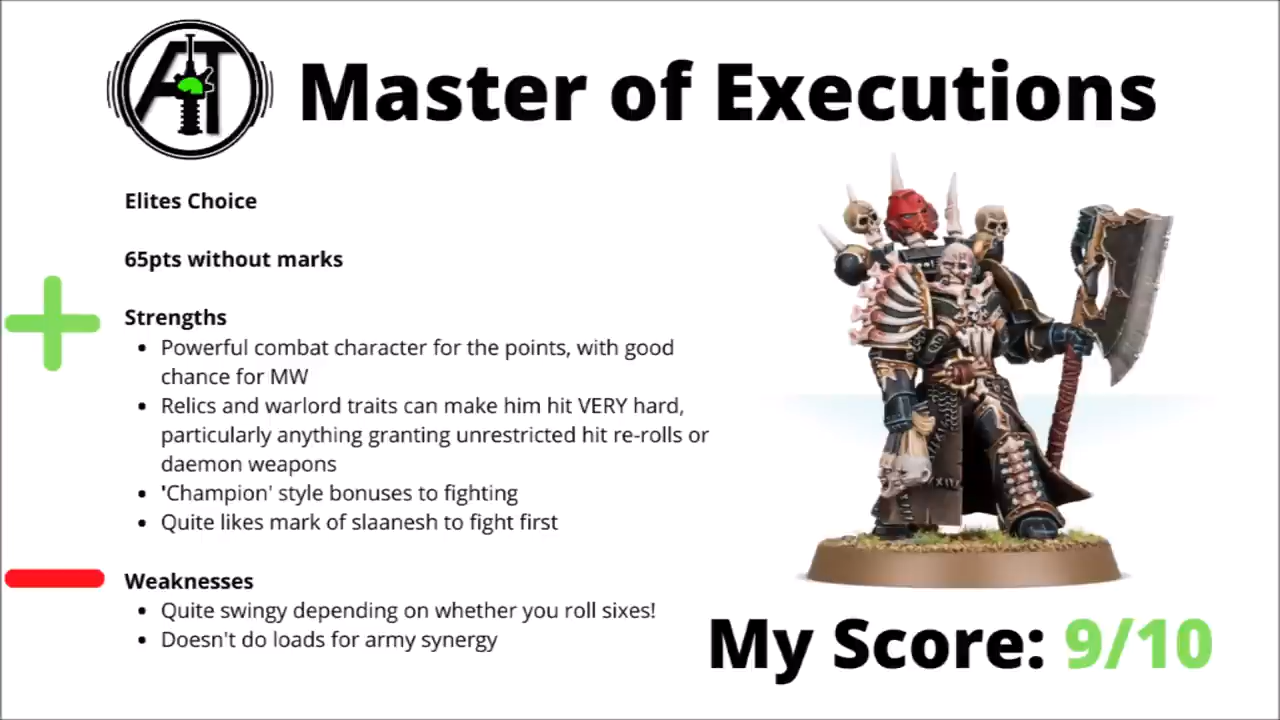 AT
Master of Executions
Elites Choice
65pts without marks
Strengths
• Powerful combat character for the points, with good
chance for MW
• Relics and warlord traits can make him hit VERY hard,
particularly anything granting unrestricted hit re-rolls or
daemon weapons
• 'Champion' style bonuses to fighting
• Quite likes mark of slaanesh to fight first
Weaknesses
• Quite swingy depending on whether you roll sixes!
• Doesn't do loads for army synergy
My Score: 9/10